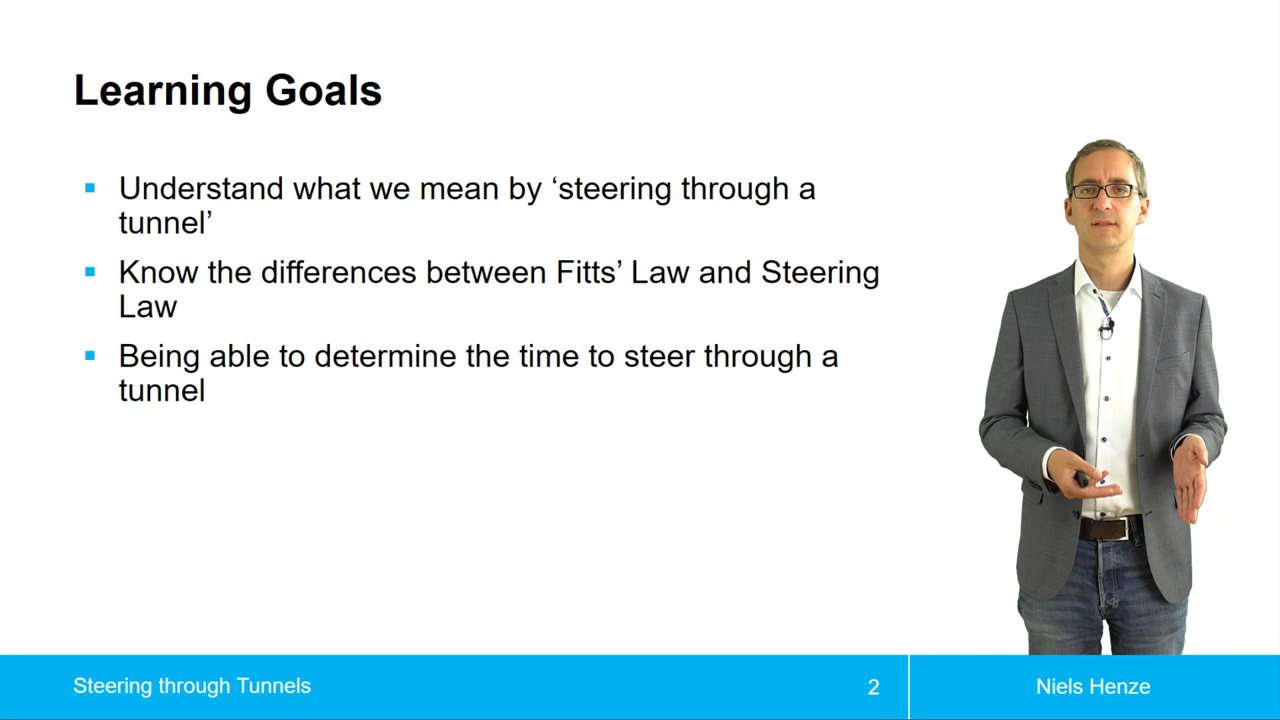 Learning Goals
Understand what we mean by ‘steering through a
tunnel’
Know the differences between Fitts’ Law and Steering
Law
Being able to determine the time to steer through a
tunnel
Steering through Tunnels
2
Niels Henze